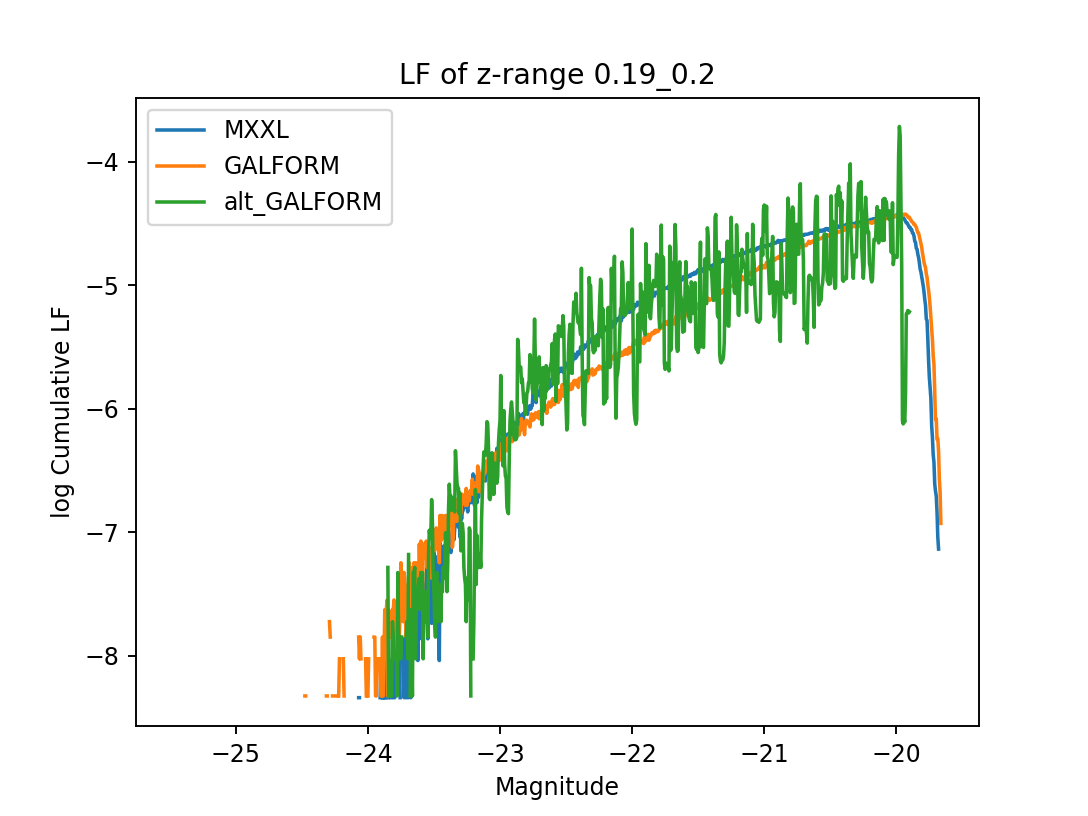 LF of z-range 0.19_0.2
MXXL
GALFORM
alt_GALFORM
−4
−5
−6
−7
−8
log Cumulative LF
−25
−24
−23
−22
−21
−20
Magnitude